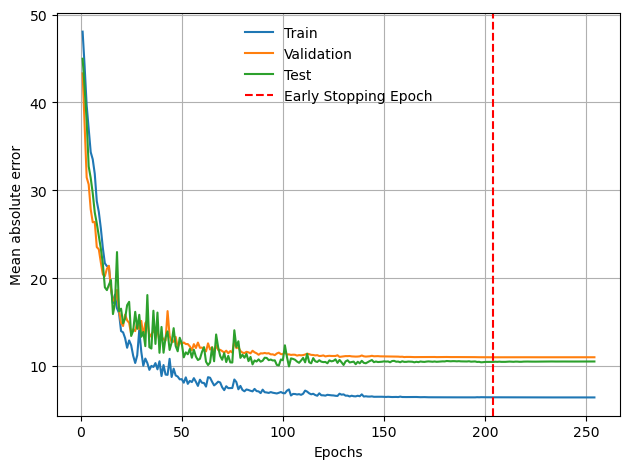 50
40
30
20
10
Mean absolute error
Train
Validation
Test
Early Stopping Epoch
0
50
100
150
200
250
Epochs